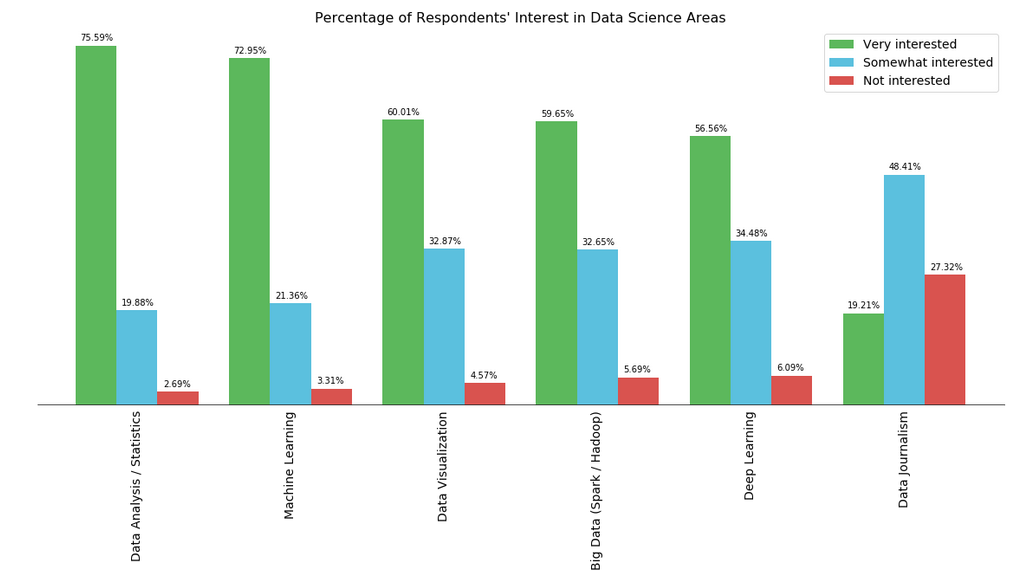 Percentage of Respondents' Interest in Data Science Areas
Very interested
Somewhat interested
Not interested
75.59%
19.88%
2.69%
72.95%
21.36%
3.31%
60.01%
32.87%
4.57%
59.65%
32.65%
5.69%
56.56%
34.48%
6.09%
19.21%
48.41%
27.32%
Data Analysis / Statistics
Machine Learning
Data Visualization
Big Data (Spark / Hadoop)
Deep Learning
Data Journalism